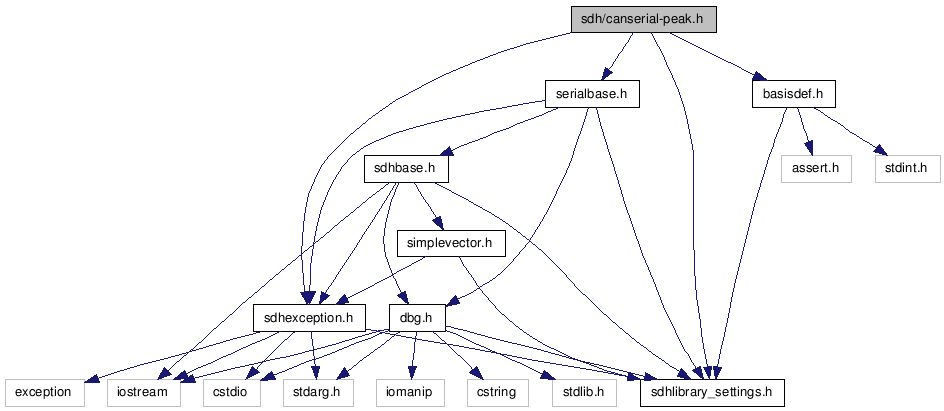 sdh/canserial-peak.h
serialbase.h
basisdef.h
sdhbase.h
assert.h
stdint.h
simplevector.h
sdhexception.h
dbg.h
exception
iostream
cstdio
stdarg.h
iomanip
cstring
stdlib.h
sdhlibrary_settings.h